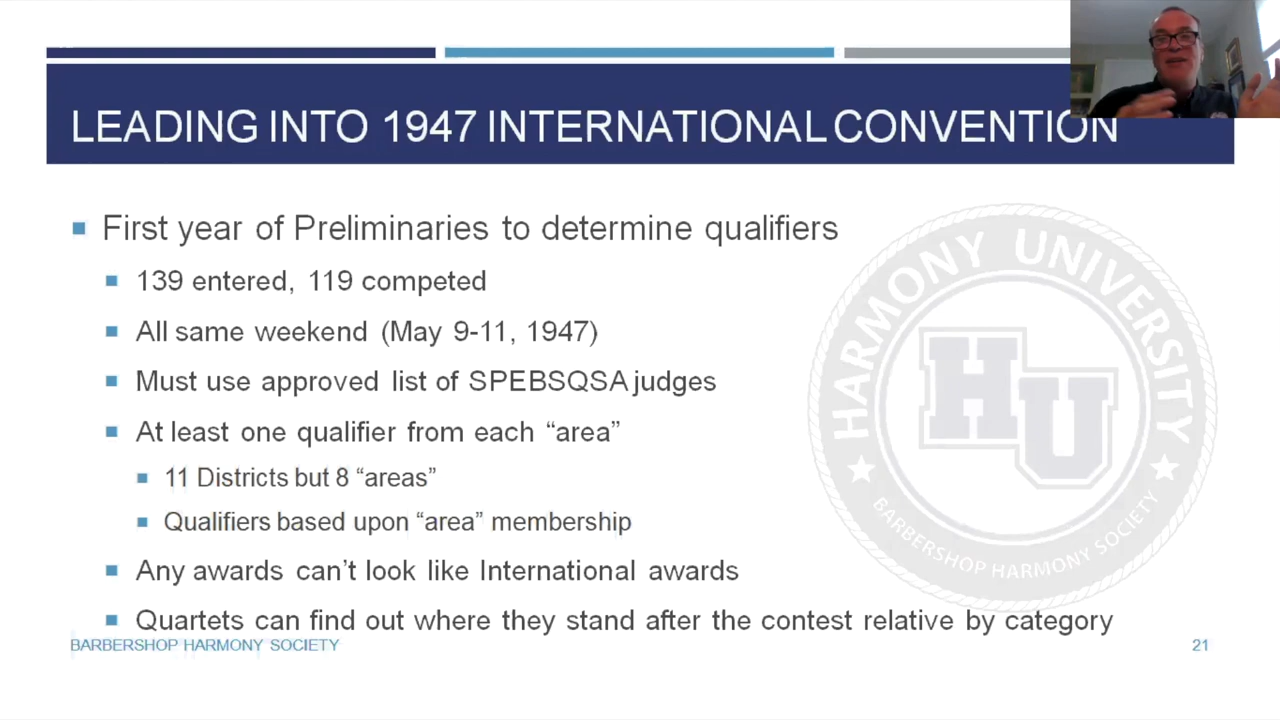 LEADING INTO 1947 INTERNATIONAL CONVENTION
First year of Preliminaries to determine qualifiers
139 entered, 119 competed
All same weekend (May 9-11, 1947)
Must use approved list of SPEBSQSA judges
At least one qualifier from each “area”
11 Districts but 8 “areas”
Qualifiers based upon “area” membership
Any awards can’t look like International awards
Quartets can find out where they stand after the contest relative by category
BARBERSHOP HARMONY SOCIETY
21
HARMONY UNIVERSITY
HU
BARBERSHOP HARMONY SOCIETY